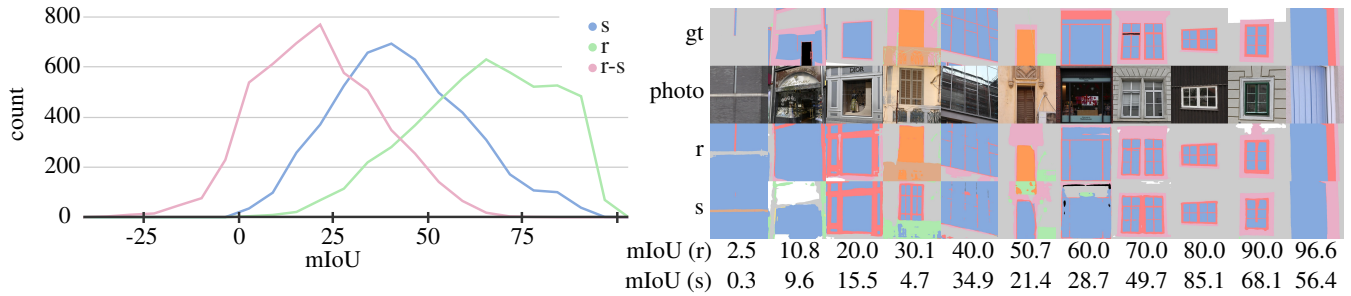 800
600
400
200
0
count
-25
0
25
50
75
mIoU
s
r
r-s
gt
photo
r
s
DIOR
mIoU (r) 2.5 10.8 20.0 30.1 40.0 50.7 60.0 70.0 80.0 90.0 96.6
mIoU (s) 0.3 9.6 15.5 4.7 34.9 21.4 28.7 49.7 85.1 68.1 56.4